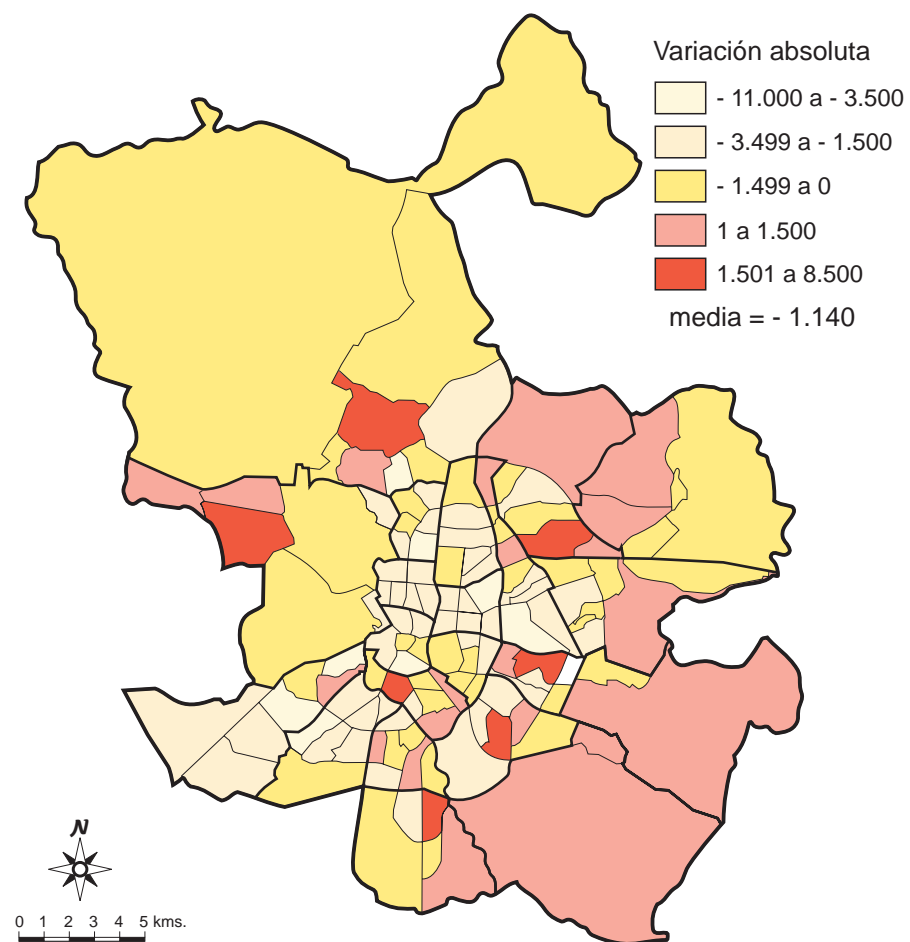 Variación absoluta
- 11.000 a - 3.500
- 3.499 a - 1.500
- 1.499 a 0
1 a 1.500
1.501 a 8.500
media = - 1.140
N
0 1 2 3 4 5 kms.